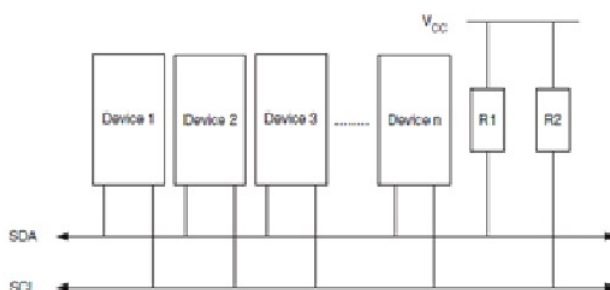 VCC
Device 1 Device 2 Device 3 ......... Device n R1 R2
SDA
SCL